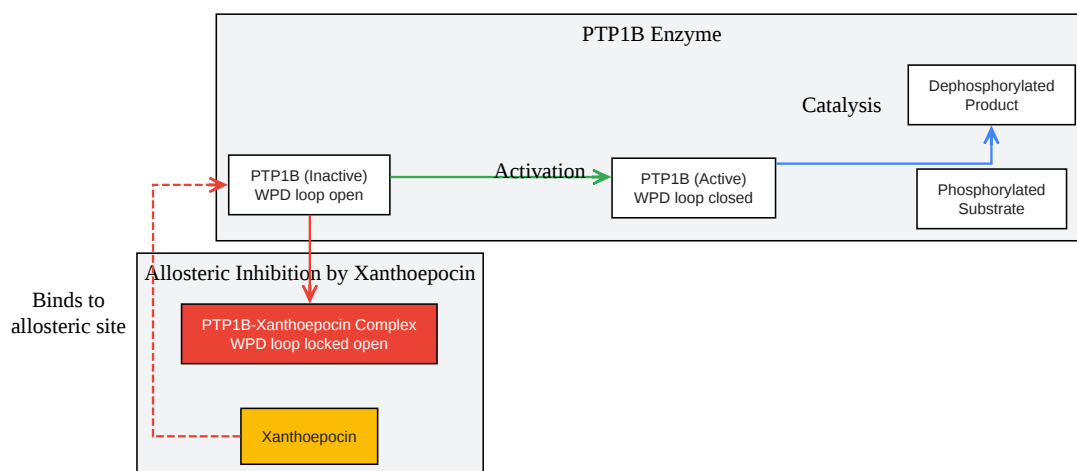 PTP1B Enzyme
Dephosphorylated
Product
Catalysis
PTP1B (Inactive)
WPD loop open
Activation
PTP1B (Active)
WPD loop closed
Phosphorylated
Substrate
Allosteric Inhibition by Xanthoepocin
Binds to
allosteric site
PTP1B-Xanthoepocin Complex
WPD loop locked open
Xanthoepocin